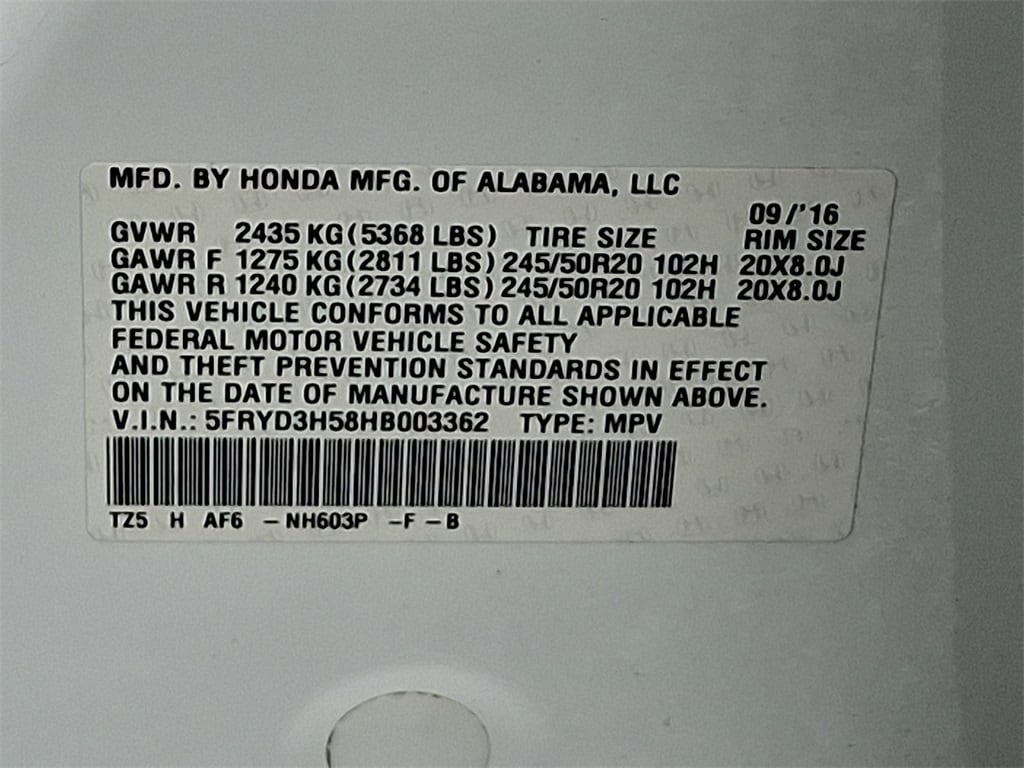 MFD. BY HONDA MFG. OF ALABAMA, LLC
09/'16
GVWR 2435 KG(5368 LBS) TIRE SIZE RIM SIZE
GAWR F 1275 KG(2811 LBS) 245/50R20 102H 20X8.0J
GAWR R 1240 KG(2734 LBS) 245/50R20 102H 20X8.0J
THIS VEHICLE CONFORMS TO ALL APPLICABLE
FEDERAL MOTOR VEHICLE SAFETY
AND THEFT PREVENTION STANDARDS IN EFFECT
ON THE DATE OF MANUFACTURE SHOWN ABOVE.
V.I.N.: 5FRYD3H58HB003362 TYPE: MPV
TZ5 H AF6 –NH603P –F –B